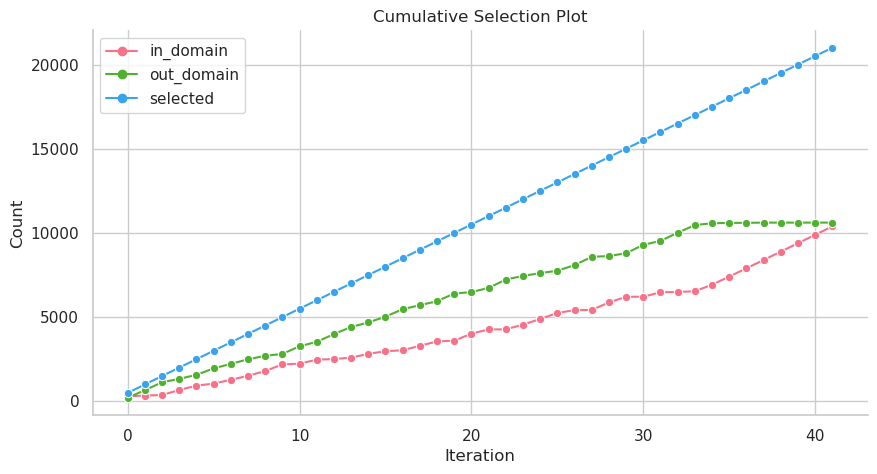 Cumulative Selection Plot
in_domain
out_domain
selected
20000
15000
10000
5000
0
Count
0 10 20 30 40
Iteration